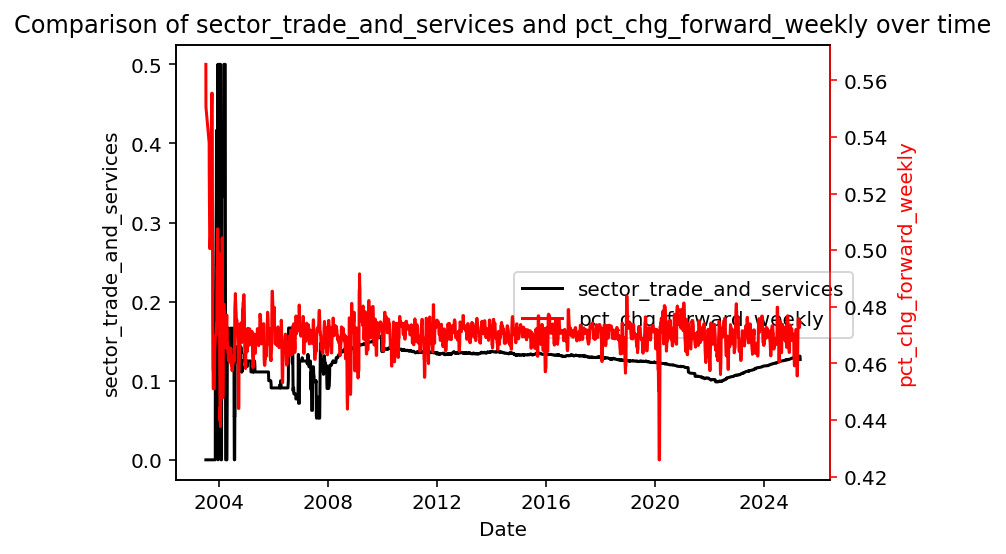 Comparison of sector_trade_and_services and pct_chg_forward_weekly over time
sector_trade_and_services
0.5
0.4
0.3
0.2
0.1
0.0
sector_trade_and_services
pct_chg_forward_weekly
0.56
0.54
0.52
0.50
0.48
0.46
0.44
0.42
pct_chg_forward_weekly
2004 2008 2012 2016 2020 2024
Date